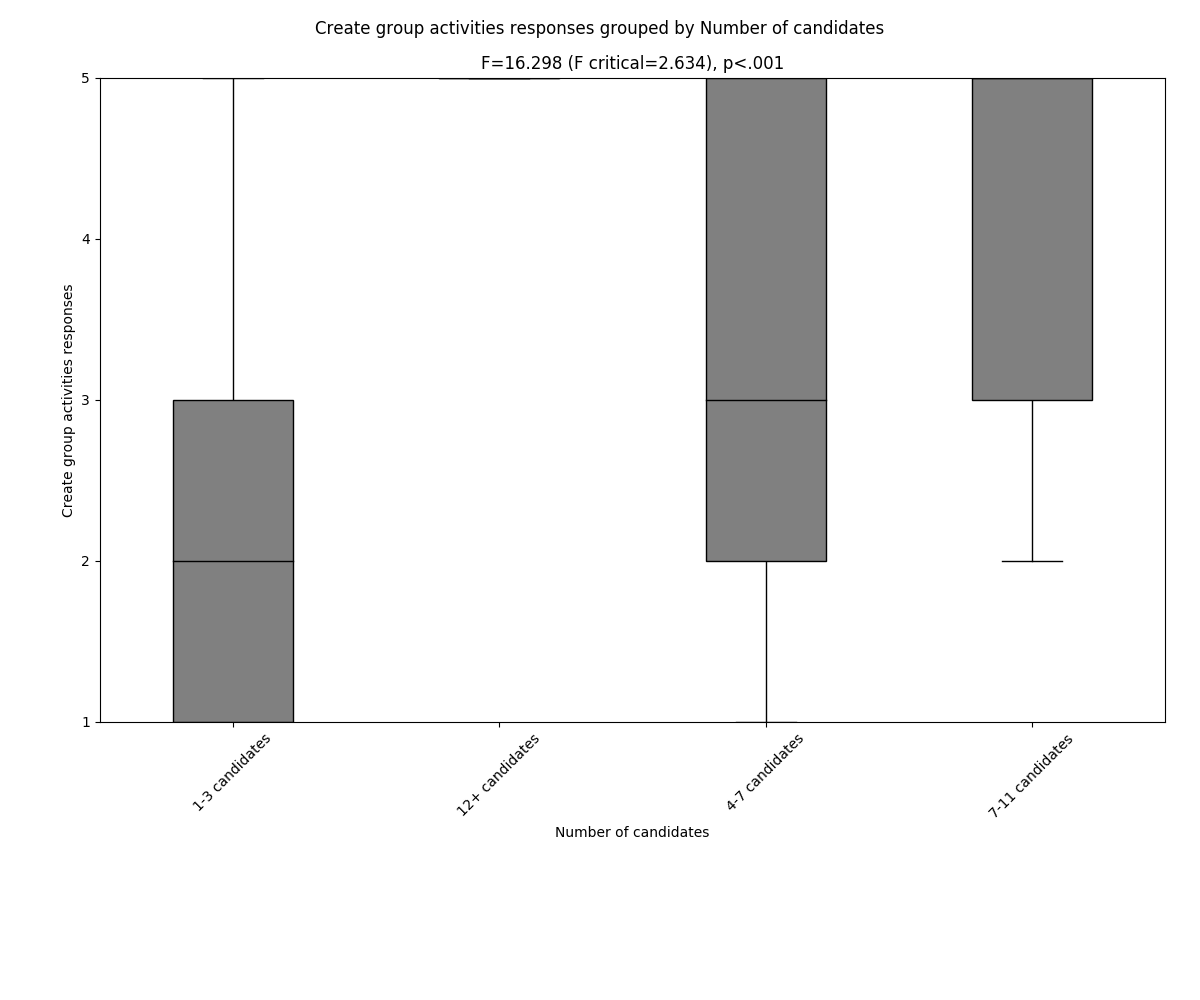 Create group activities responses grouped by Number of candidates
F=16.298 (F critical=2.634), p<.001
5
4
3
2
1
Create group activities responses
1-3 candidates
12+ candidates
4-7 candidates
7-11 candidates
Number of candidates